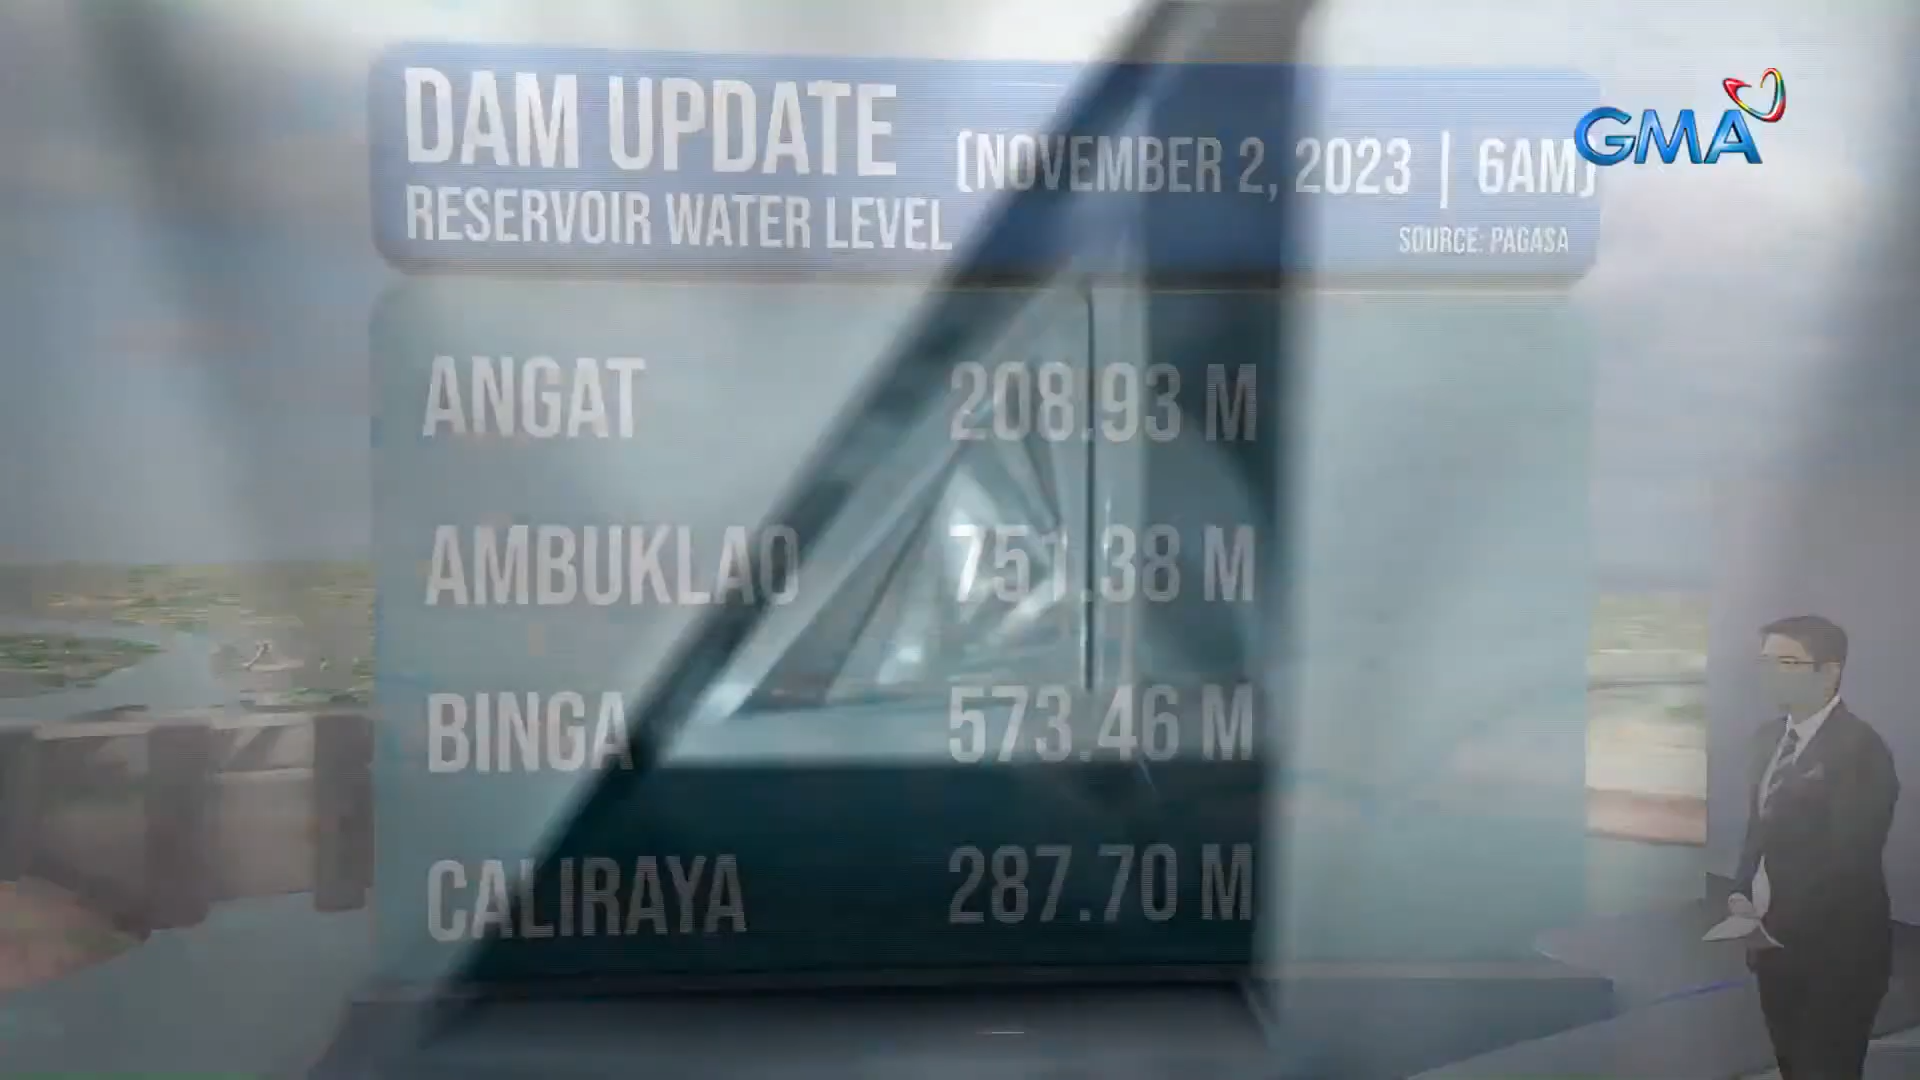 DAM UPDATE
(NOVEMBER 2, 2023 | 6AM)
RESERVOIR WATER LEVEL
SOURCE: PAGASA
GMA
ANGAT 208.93 M
AMBUKLAO 751.38 M
BINGA 573.46 M
CALIRAYA 287.70 M